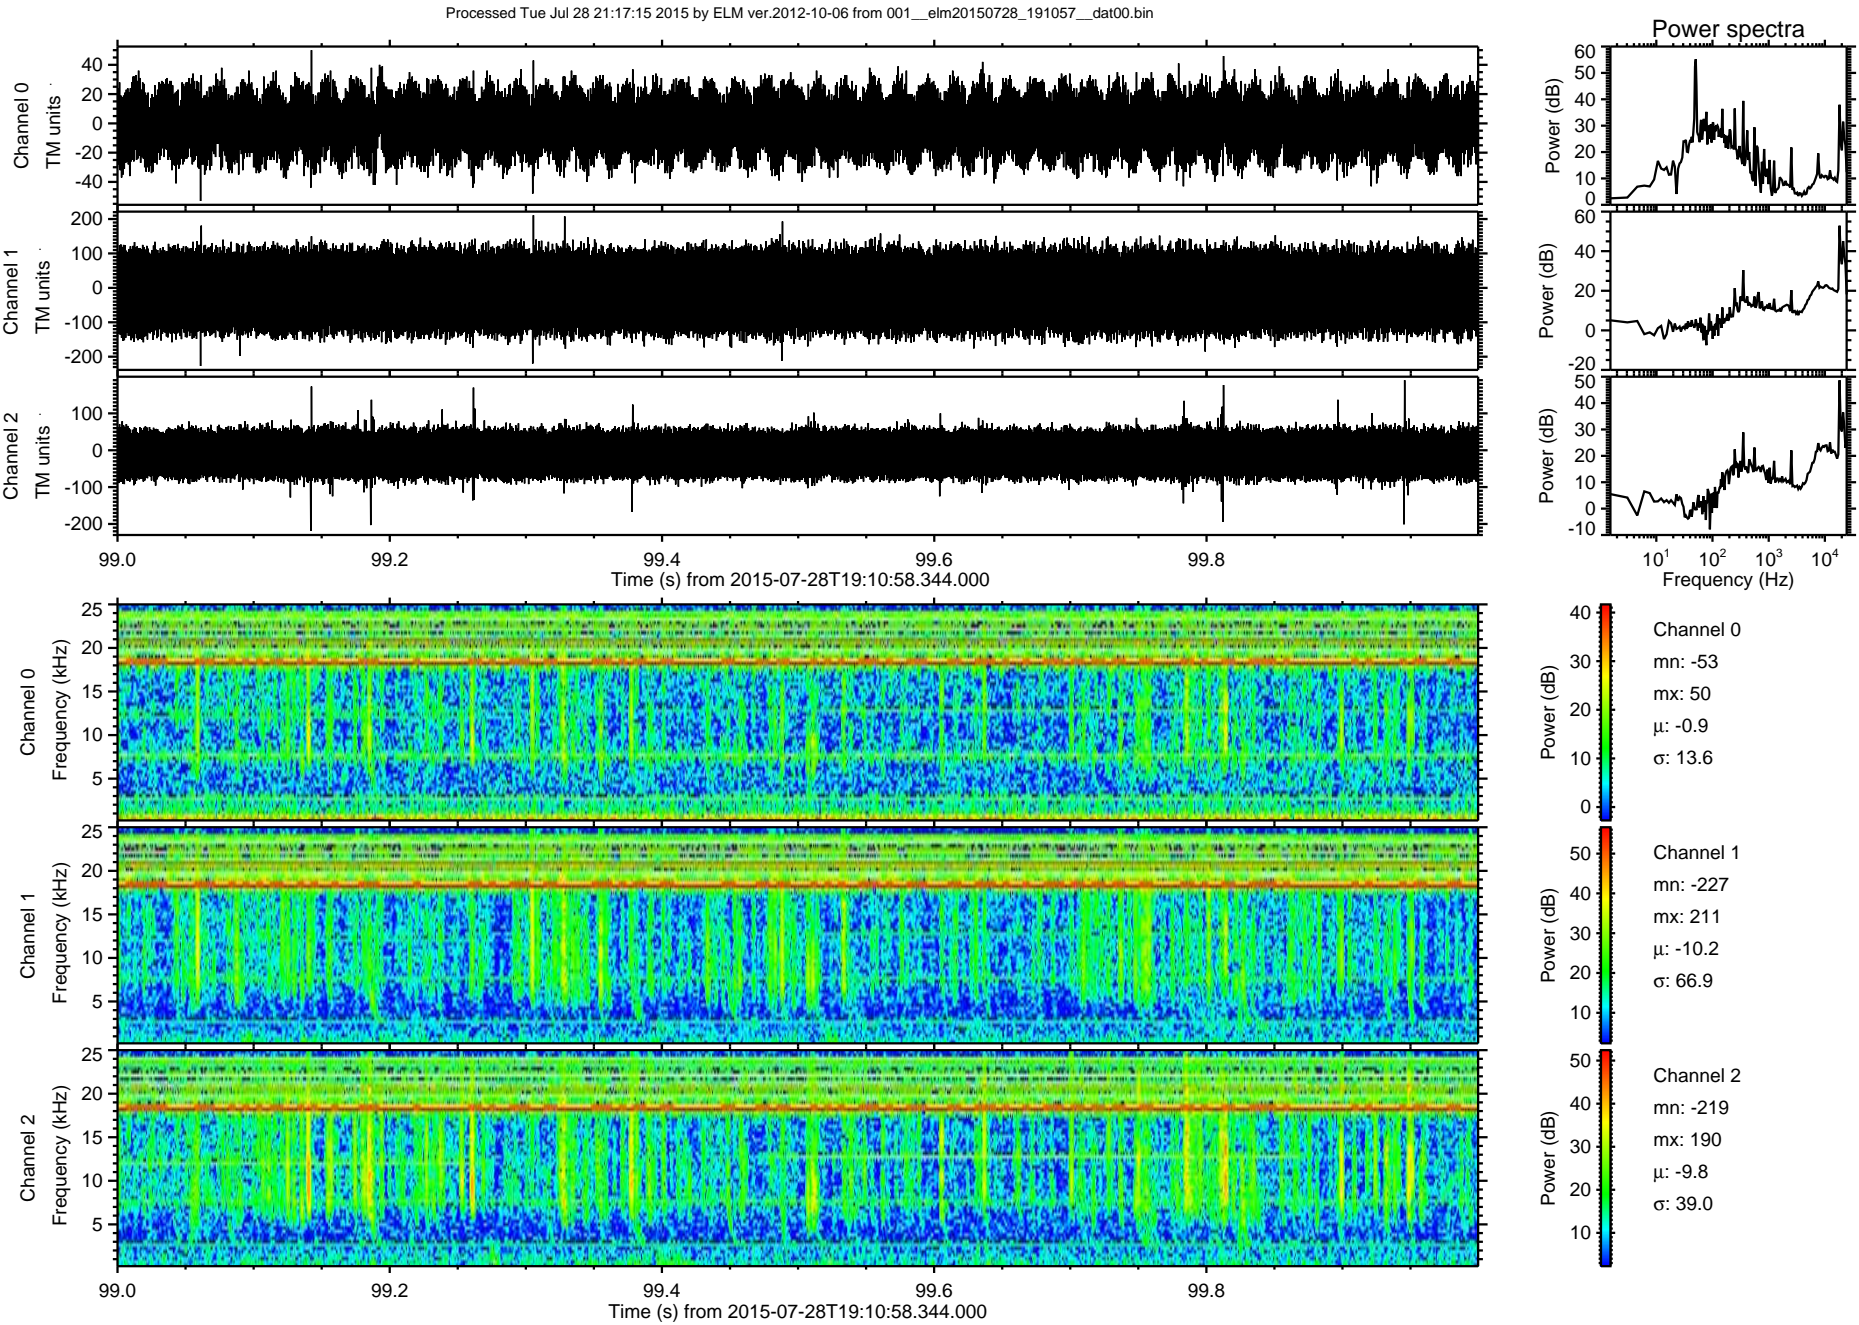 Processed Tue Jul 28 21:17:15 2015 by ELM ver.2012-10-06 from 001__elm20150728_191057__dat00.bin
Power spectra
Channel 0
TM units
40
20
0
-20
-40
Power (dB)
60
50
40
30
20
10
0
Channel 1
TM units
200
100
0
-100
-200
Power (dB)
60
40
20
0
-20
Channel 2
TM units
100
0
-100
-200
Power (dB)
50
40
30
20
10
0
-10
99.0 99.2 99.4 99.6 99.8
Time (s) from 2015-07-28T19:10:58.344.000
10^1 10^2 10^3 10^4
Frequency (Hz)
Channel 0
Frequency (kHz)
25
20
15
10
5
Power (dB)
40
30
20
10
0
Channel 0
mn: -53
mx: 50
μ: -0.9
σ: 13.6
Channel 1
Frequency (kHz)
25
20
15
10
5
Power (dB)
50
40
30
20
10
Channel 1
mn: -227
mx: 211
μ: -10.2
σ: 66.9
Channel 2
Frequency (kHz)
25
20
15
10
5
Power (dB)
50
40
30
20
10
Channel 2
mn: -219
mx: 190
μ: -9.8
σ: 39.0
99.0 99.2 99.4 99.6 99.8
Time (s) from 2015-07-28T19:10:58.344.000